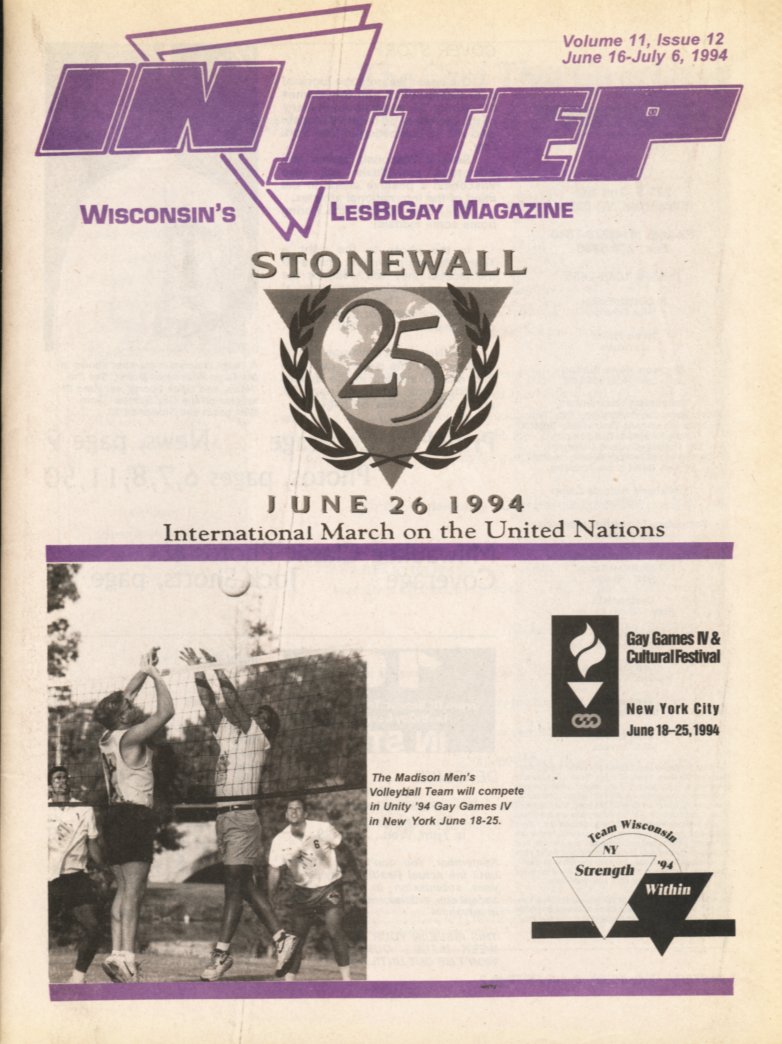 Volume 11, Issue 12
June 16-July 6, 1994
IN STEP
WISCONSIN'S LESBIGAY MAGAZINE
STONEWALL
25
JUNE 26 1994
International March on the United Nations
Gay Games IV &
Cultural Festival
New York City
June 18–25, 1994
The Madison Men's
Volleyball Team will compete
in Unity '94 Gay Games IV
in New York June 18-25.
6
Team Wisconsin
NY '94
Strength
Within